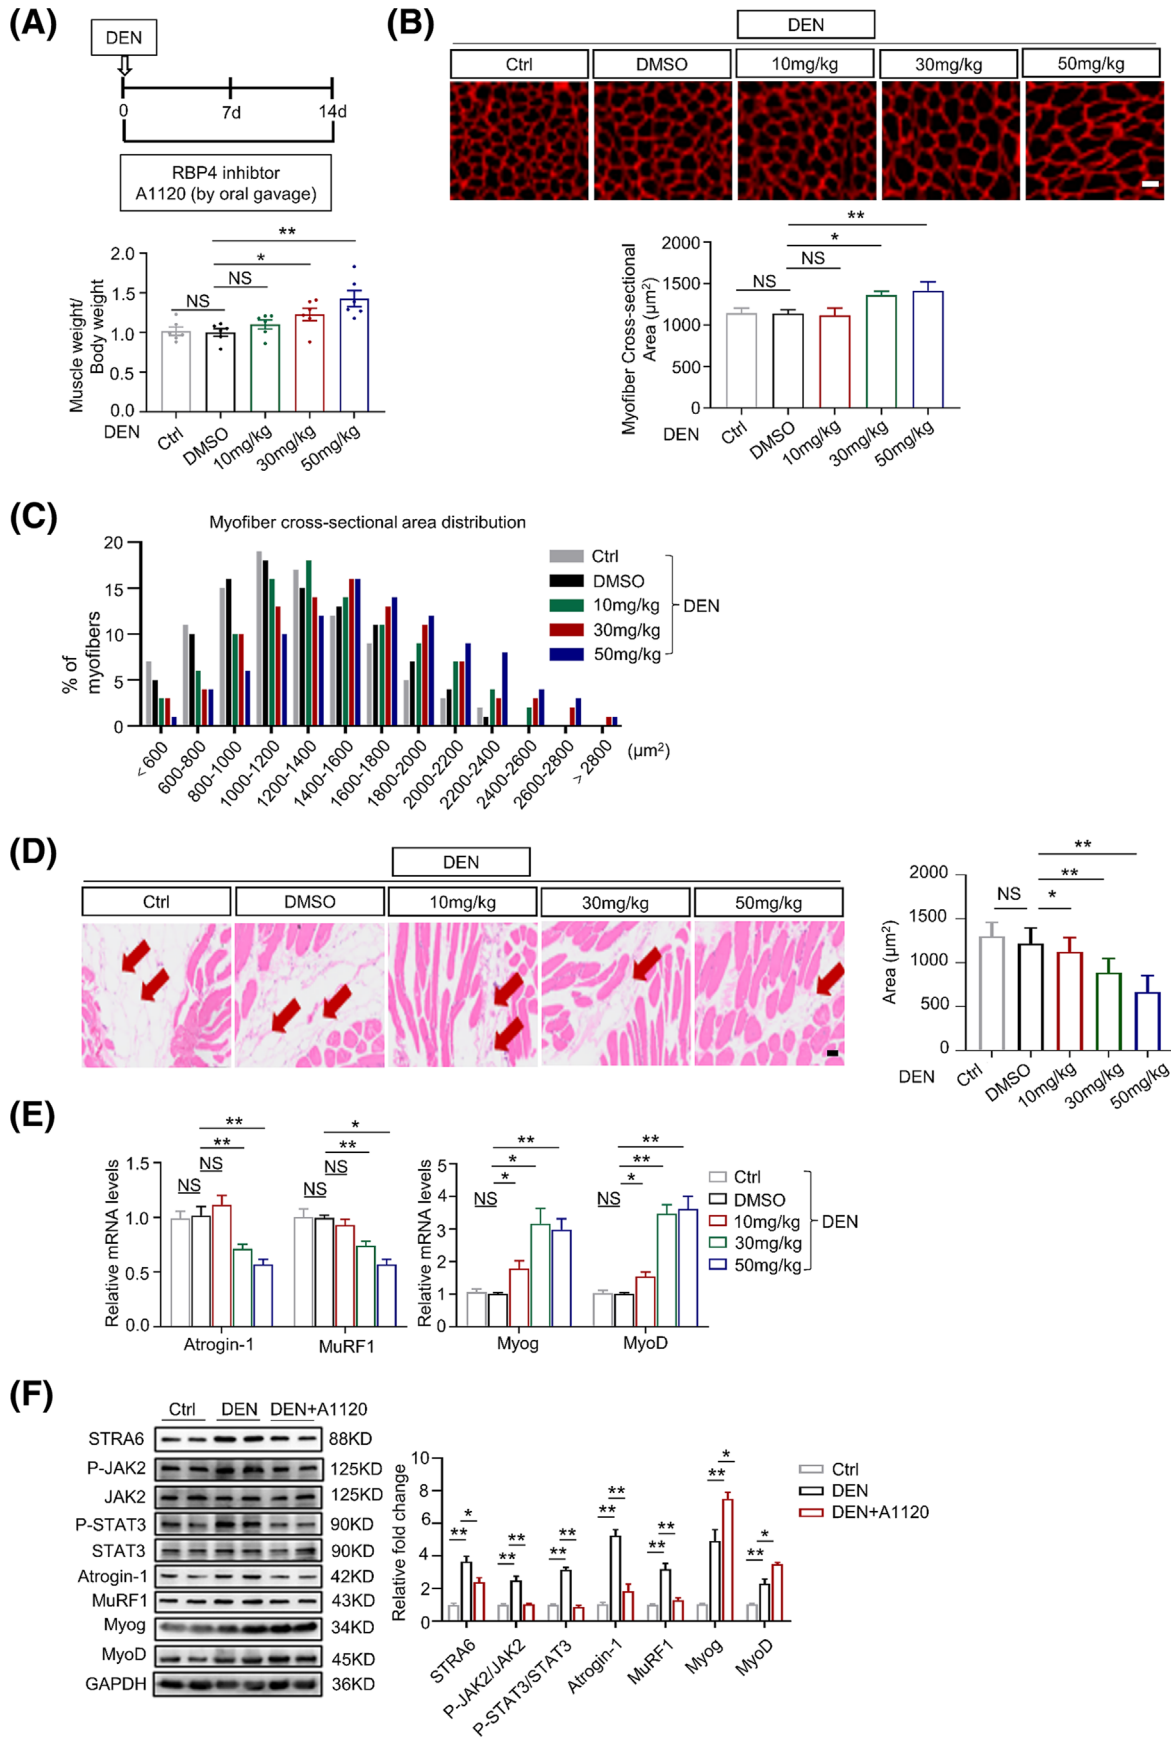 (A)
DEN
0
7d
14d
RBP4 inhibtor
A1120 (by oral gavage)
**
*
NS
NS
2.0
1.5
1.0
0.5
0.0
Muscle weight/
Body weight
DEN
Ctrl
DMSO
10mg/kg
30mg/kg
50mg/kg
(B)
DEN
Ctrl
DMSO
10mg/kg
30mg/kg
50mg/kg
**
*
NS
NS
2000
1500
1000
500
0
Myofiber Cross-sectional
Area (μm²)
DEN
Ctrl
DMSO
10mg/kg
30mg/kg
50mg/kg
(C)
Myofiber cross-sectional area distribution
20
15
10
5
0
% of
myofibers
Ctrl
DMSO
10mg/kg
30mg/kg
50mg/kg
DEN
< 600
600-800
800-1000
1000-1200
1200-1400
1400-1600
1600-1800
1800-2000
2000-2200
2200-2400
2400-2600
2600-2800
> 2800
(μm²)
(D)
DEN
Ctrl
DMSO
10mg/kg
30mg/kg
50mg/kg
**
**
NS
*
2000
1500
1000
500
0
Area (μm²)
DEN
Ctrl
DMSO
10mg/kg
30mg/kg
50mg/kg
(E)
**
**
NS
NS
*
**
NS
NS
1.5
1.0
0.5
0.0
Relative mRNA levels
Atrogin-1
MuRF1
**
*
NS
*
**
**
NS
*
5
4
3
2
1
0
Relative mRNA levels
Myog
MyoD
Ctrl
DMSO
10mg/kg
30mg/kg
50mg/kg
DEN
(F)
Ctrl DEN DEN+A1120
STRA6 88KD
P-JAK2 125KD
JAK2 125KD
P-STAT3 90KD
STAT3 90KD
Atrogin-1 42KD
MuRF1 43KD
Myog 34KD
MyoD 45KD
GAPDH 36KD
10
8
6
4
2
0
Relative fold change
**
*
**
**
**
**
**
**
**
**
**
*
**
*
STRA6
P-JAK2/JAK2
P-STAT3/STAT3
Atrogin-1
MuRF1
Myog
MyoD
Ctrl
DEN
DEN+A1120